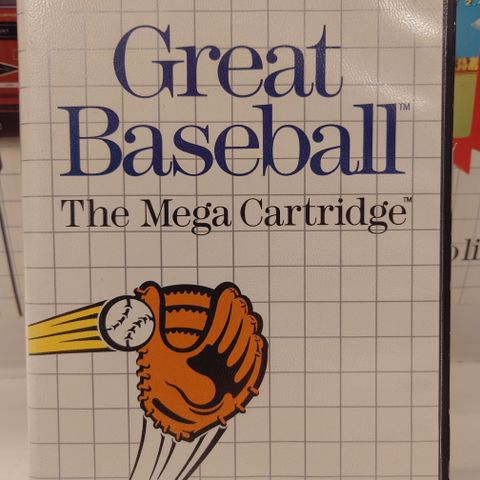 Great
Baseball™
The Mega Cartridge™